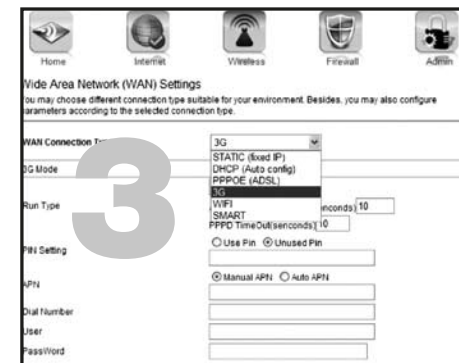 Home Internet Wireless Firewall Admin
Wide Area Network (WAN) Settings
You may choose different connection type suitable for your environment. Besides, you may also configure
parameters according to the selected connection type.
WAN Connection
3G
STATIC (fixed IP)
DHCP (Auto config)
PPPOE (ADSL)
3G
WIFI
SMART
3G Mode
3
Run Type
enconds) 10
PPPD TimeOut(senconds) 10
PIN Setting
Use Pin Unused Pin
APN
Manual APN Auto APN
Dial Number
User
PassWord